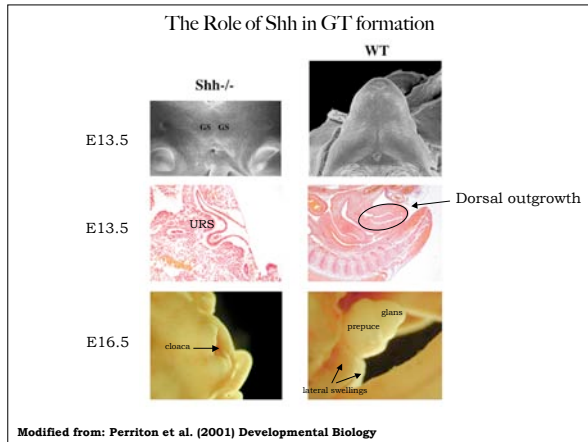 The Role of Shh in GT formation
WT
Shh-/-
GS GS
E13.5
E13.5
URS
Dorsal outgrowth
E16.5
cloaca
glans
prepuce
lateral swellings
Modified from: Perriton et al. (2001) Developmental Biology